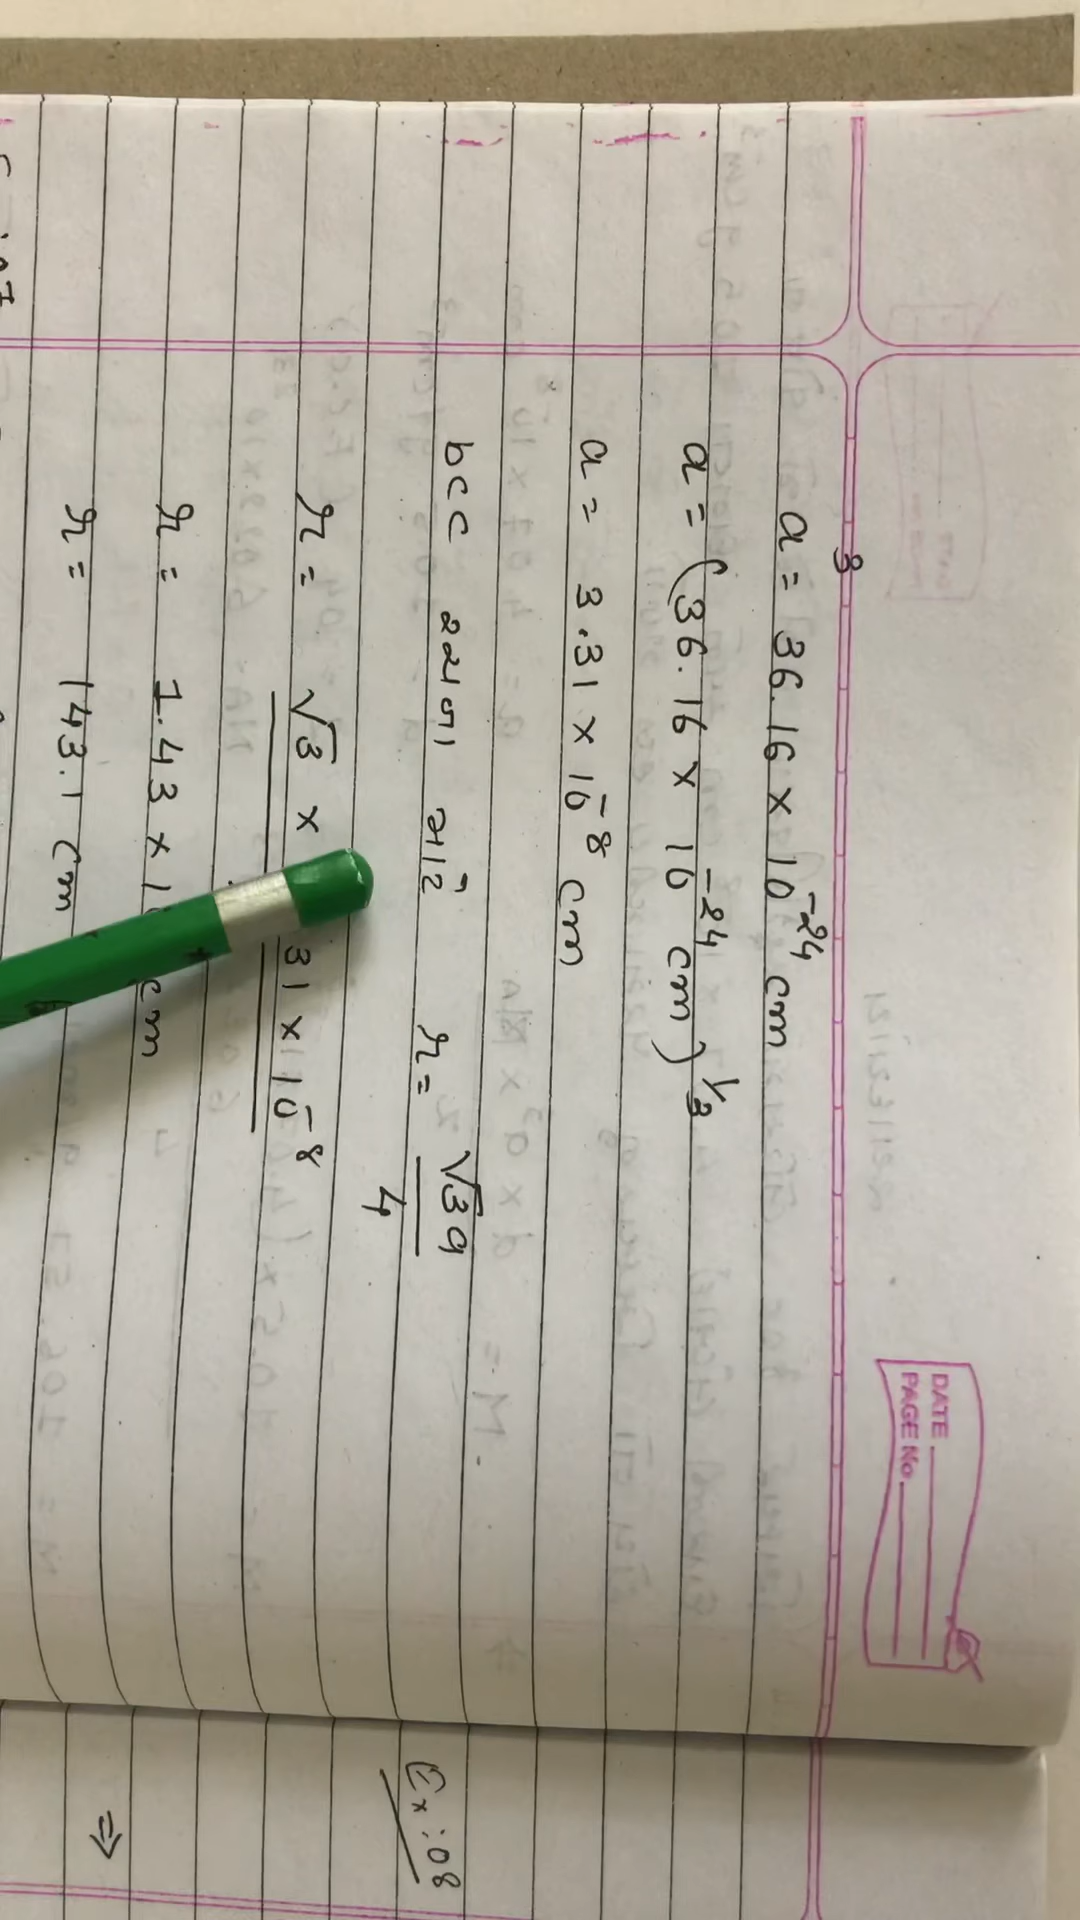 DATE
PAGE No.
a³ = 36.16 × 10⁻²⁴ cm
a = (36.16 × 10⁻²⁴ cm)^1/3
a = 3.31 × 10⁻⁸ cm
bcc રચના માટે r = √3a / 4
r = √3 × 31 × 10⁻⁸
r = 1.43 × 1 cm
r = 143.1 cm
Ex:08
⇒